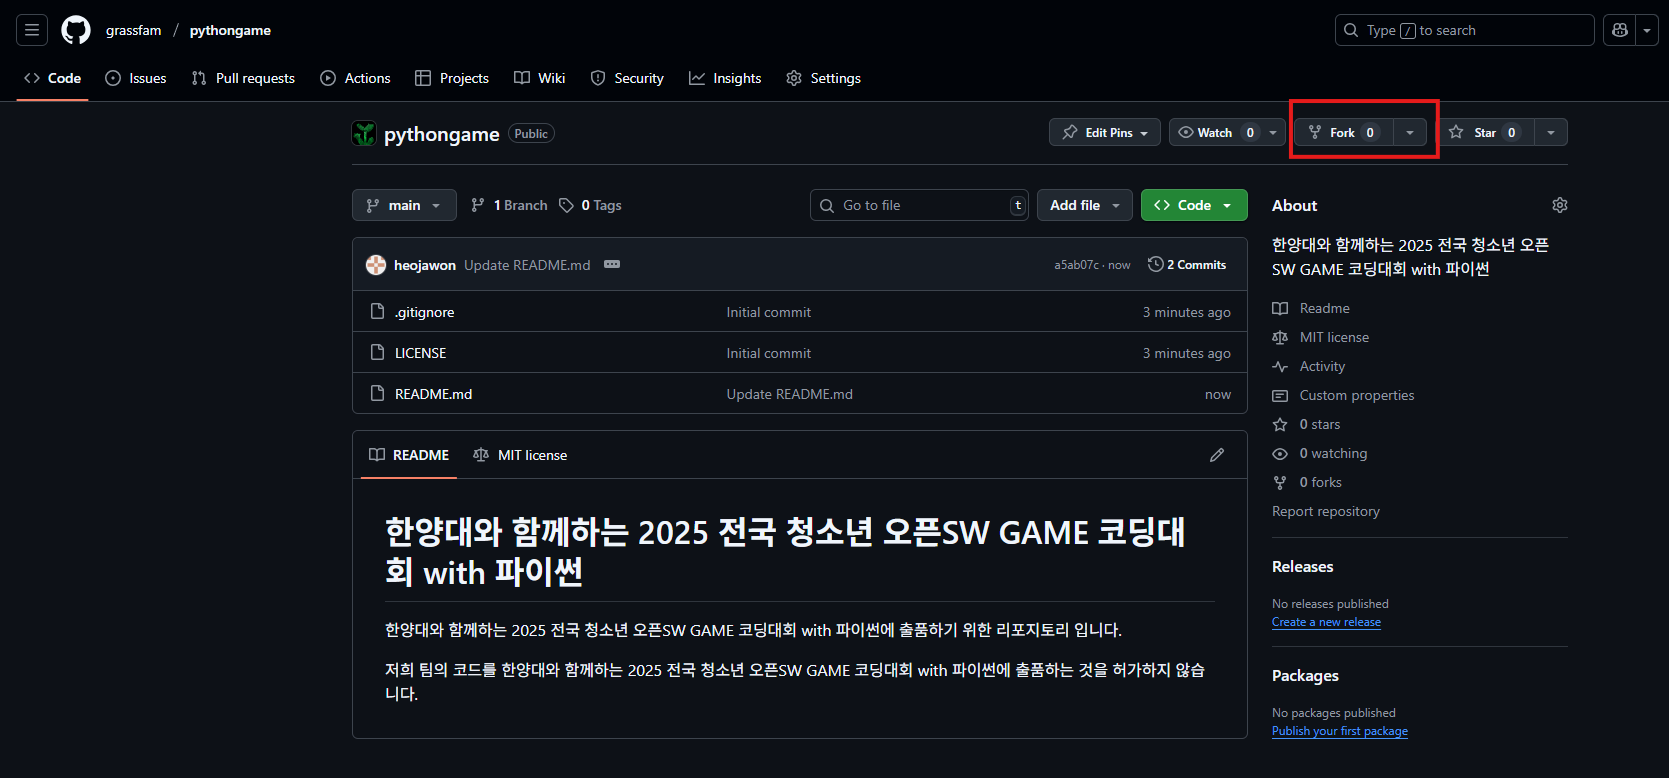 grassfam / pythongame
Type / to search
Code Issues Pull requests Actions Projects Wiki Security Insights Settings
pythongame Public
Edit Pins Watch 0 Fork 0 Star 0
main 1 Branch 0 Tags Go to file t Add file Code
heojawon Update README.md a5ab07c · now 2 Commits
.gitignore Initial commit 3 minutes ago
LICENSE Initial commit 3 minutes ago
README.md Update README.md now
README MIT license
한양대와 함께하는 2025 전국 청소년 오픈SW GAME 코딩대
회 with 파이썬
한양대와 함께하는 2025 전국 청소년 오픈SW GAME 코딩대회 with 파이썬에 출품하기 위한 리포지토리 입니다.
저희 팀의 코드를 한양대와 함께하는 2025 전국 청소년 오픈SW GAME 코딩대회 with 파이썬에 출품하는 것을 허가하지 않습
니다.
About
한양대와 함께하는 2025 전국 청소년 오픈
SW GAME 코딩대회 with 파이썬
Readme
MIT license
Activity
Custom properties
0 stars
0 watching
0 forks
Report repository
Releases
No releases published
Create a new release
Packages
No packages published
Publish your first package